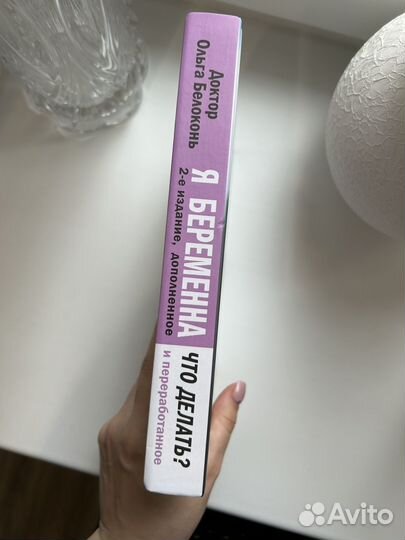 Доктор
Ольга Белоконь
Я БЕРЕМЕННА
ЧТО ДЕЛАТЬ?
2-е издание, дополненное
и переработанное
Avito